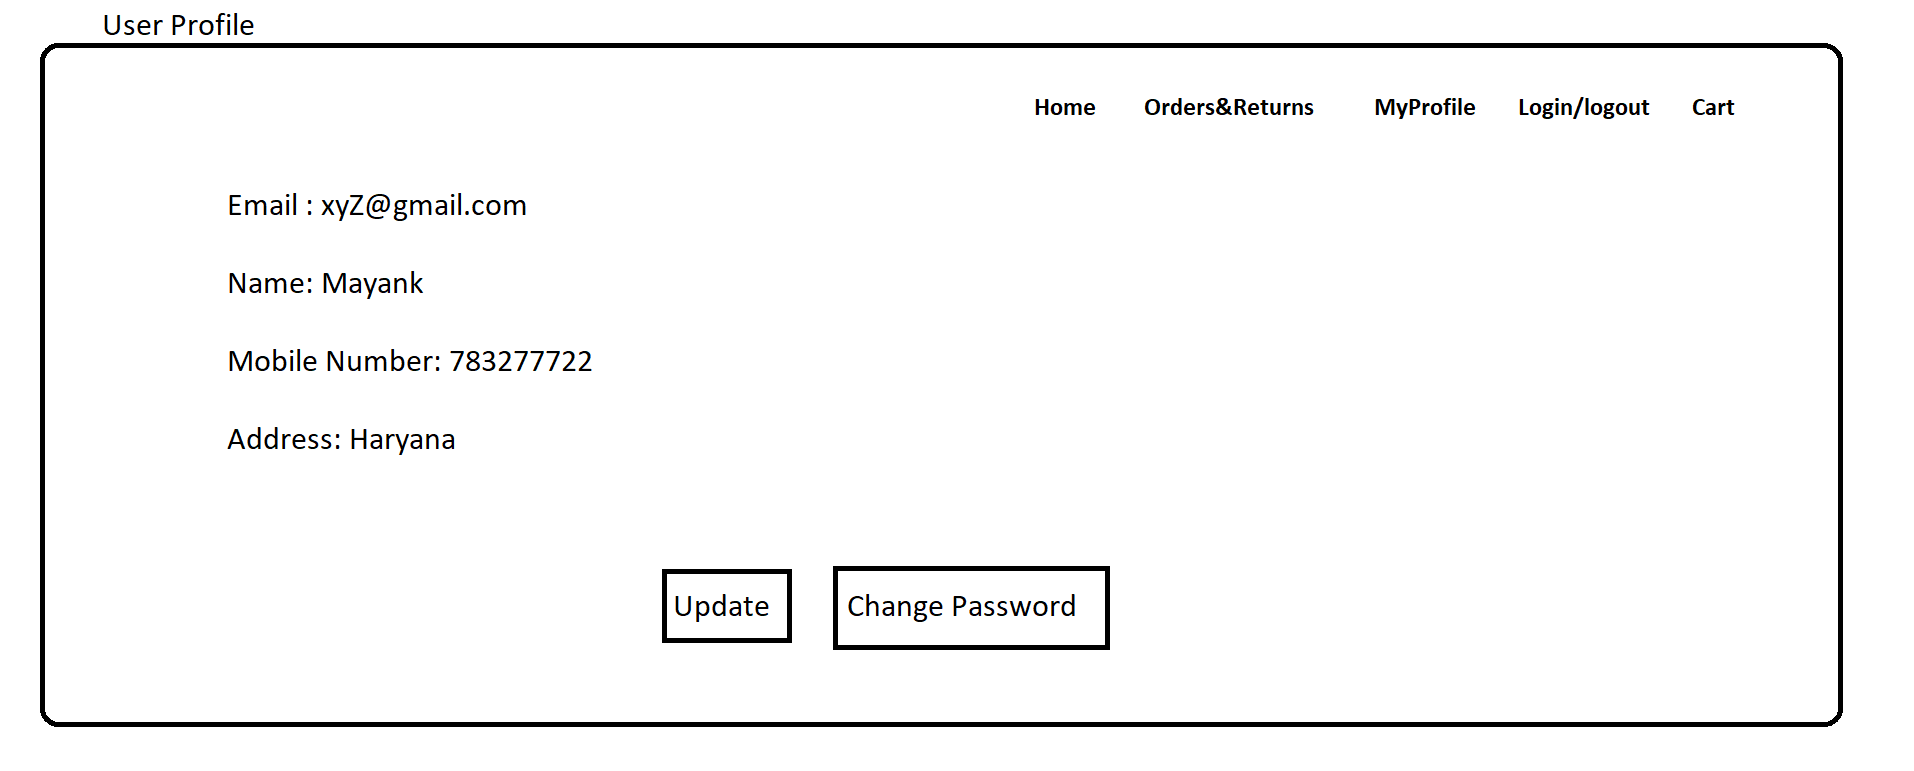 User Profile
Home Orders&Returns MyProfile Login/logout Cart
Email : xyZ@gmail.com
Name: Mayank
Mobile Number: 783277722
Address: Haryana
Update Change Password